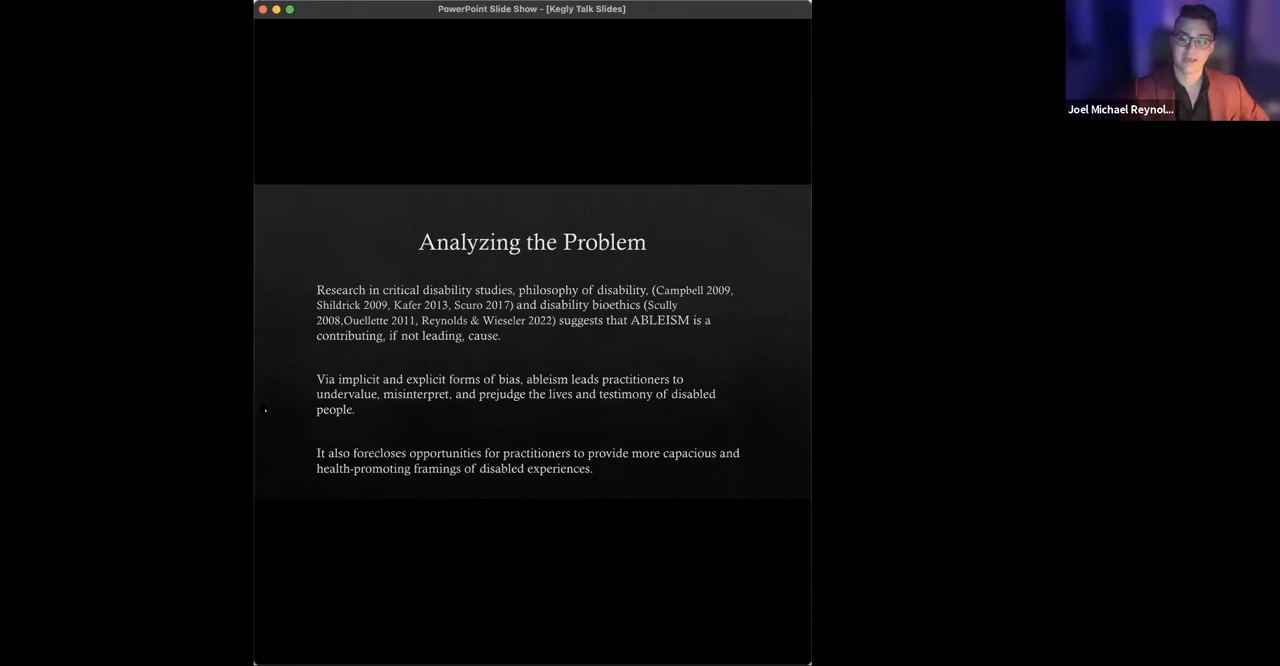 PowerPoint Slide Show - [Kegly Talk Slides]
Joel Michael Reynol...
Analyzing the Problem
Research in critical disability studies, philosophy of disability, (Campbell 2009,
Shildrick 2009, Kafer 2013, Scuro 2017) and disability bioethics (Scully
2008,Ouellette 2011, Reynolds & Wieseler 2022) suggests that ABLEISM is a
contributing, if not leading, cause.
Via implicit and explicit forms of bias, ableism leads practitioners to
undervalue, misinterpret, and prejudge the lives and testimony of disabled
people.
It also forecloses opportunities for practitioners to provide more capacious and
health-promoting framings of disabled experiences.